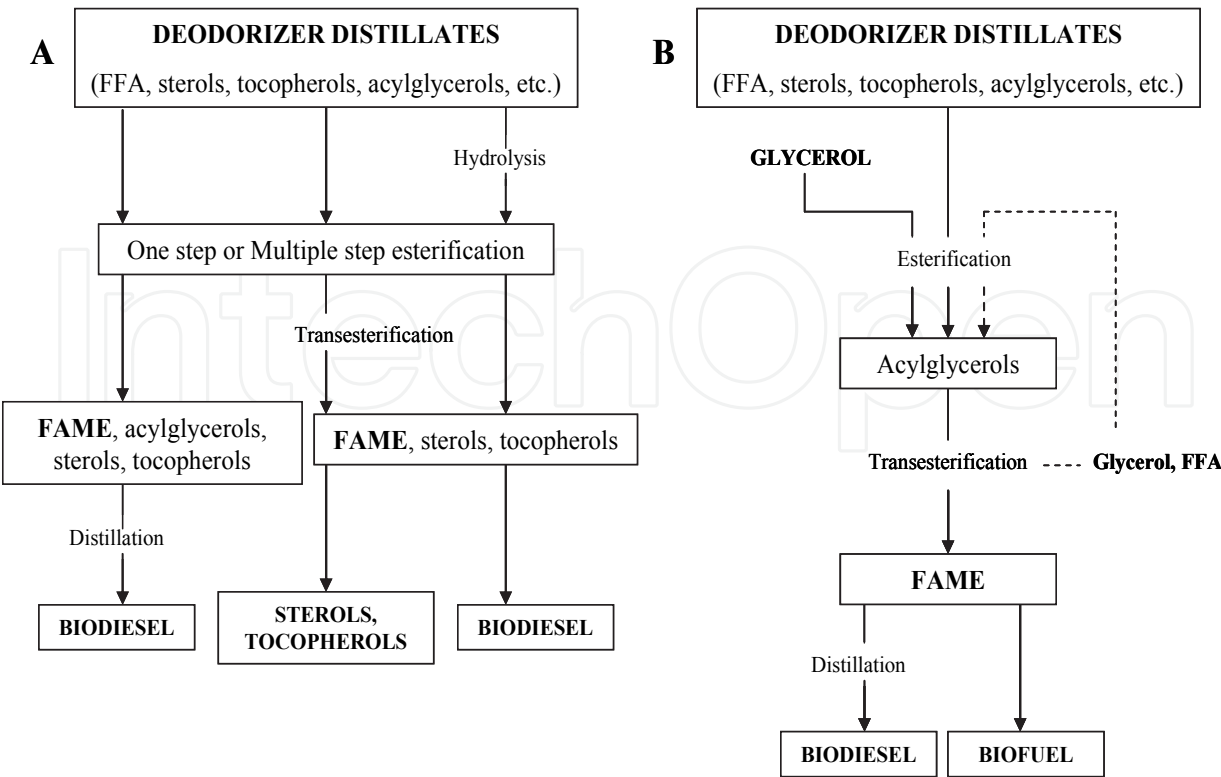 A
DEODORIZER DISTILLATES
(FFA, sterols, tocopherols, acylglycerols, etc.)
Hydrolysis
One step or Multiple step esterification
Transesterification
FAME, acylglycerols,
sterols, tocopherols
FAME, sterols, tocopherols
Distillation
BIODIESEL
STEROLS,
TOCOPHEROLS
BIODIESEL
B
DEODORIZER DISTILLATES
(FFA, sterols, tocopherols, acylglycerols, etc.)
GLYCEROL
Esterification
Acylglycerols
Transesterification
Glycerol, FFA
FAME
Distillation
BIODIESEL
BIOFUEL
IntechOpen